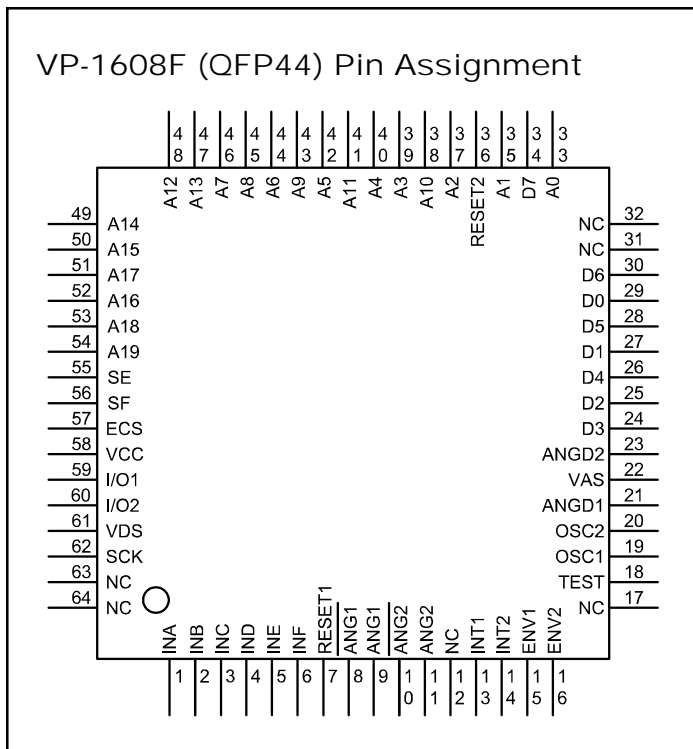 VP-1608F (QFP44) Pin Assignment
48 47 46 45 44 43 42 41 40 39 38 37 36 35 34 33
A12 A13 A7 A8 A6 A9 A5 A11 A4 A3 A10 A2 RESET2 A1 D7 A0
49 A14 NC 32
50 A15 NC 31
51 A17 D6 30
52 A16 D0 29
53 A18 D5 28
54 A19 D1 27
55 SE D4 26
56 SF D2 25
57 ECS D3 24
58 VCC ANGD2 23
59 I/O1 VAS 22
60 I/O2 ANGD1 21
61 VDS OSC2 20
62 SCK OSC1 19
63 NC TEST 18
64 NC NC 17
INA INB INC IND INE INF RESET1 ANG1 ANG1 ANG2 ANG2 NC INT1 INT2 ENV1 ENV2
1 2 3 4 5 6 7 8 9 10 11 12 13 14 15 16